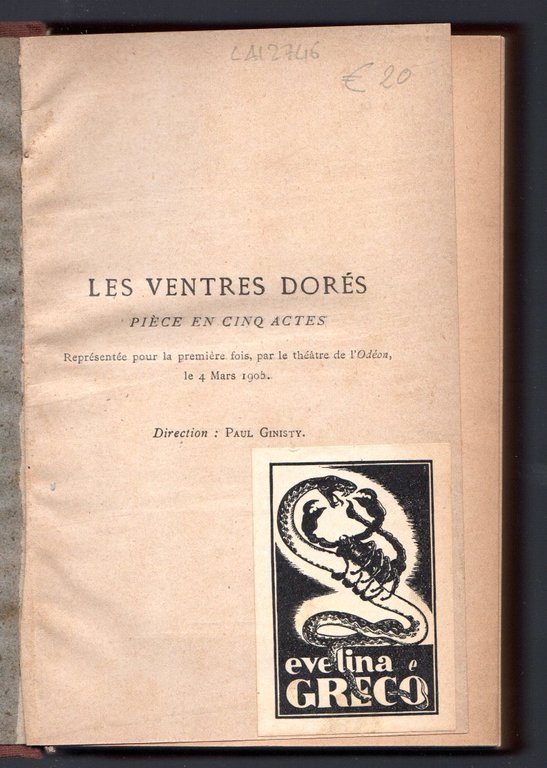 LA12746
€ 20
LES VENTRES DORÉS
PIÈCE EN CINQ ACTES
Représentée pour la première fois, par le théâtre de l'Odéon,
le 4 Mars 1905.
Direction : PAUL GINISTY.
evelina e
GRECO